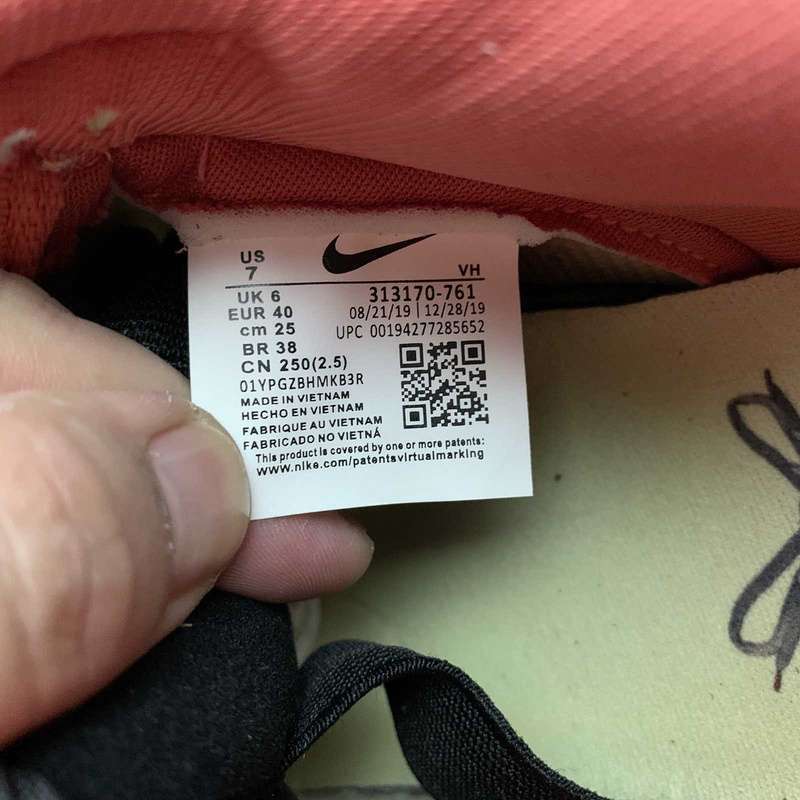 US
7
VH
UK 6
313170-761
EUR 40
08/21/19 | 12/28/19
cm 25
UPC 00194277285652
BR 38
CN 250(2.5)
01YPGZBHMKB3R
MADE IN VIETNAM
HECHO EN VIETNAM
FABRIQUE AU VIETNAM
FABRICADO NO VIETNÁ
This product is covered by one or more patents:
www.nike.com/patentsvirtualmarking